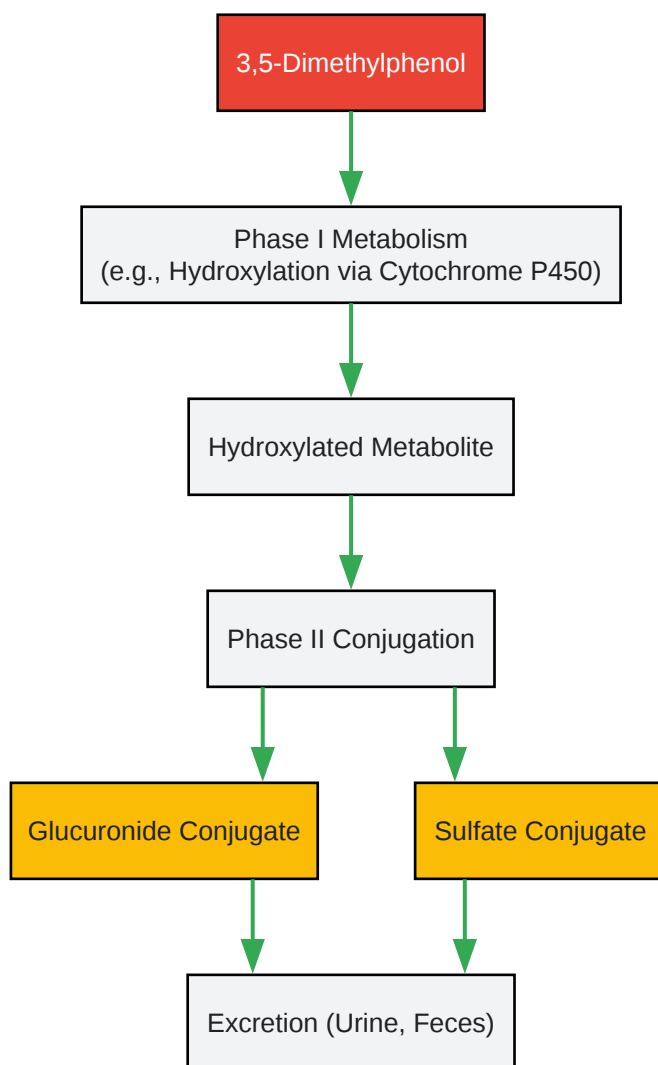 3,5-Dimethylphenol
Phase I Metabolism
(e.g., Hydroxylation via Cytochrome P450)
Hydroxylated Metabolite
Phase II Conjugation
Glucuronide Conjugate
Sulfate Conjugate
Excretion (Urine, Feces)